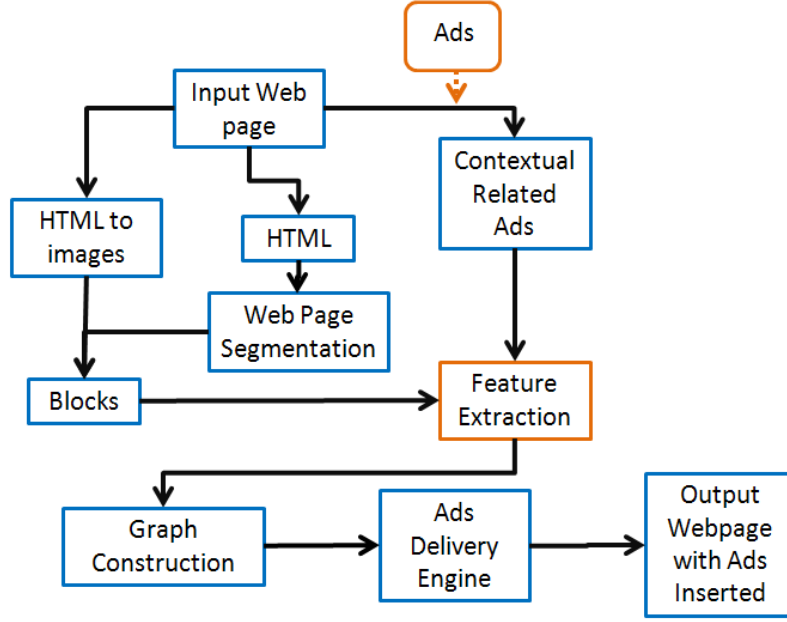 Ads
Input Web
page
Contextual
Related
Ads
HTML to
images
HTML
Web Page
Segmentation
Blocks
Feature
Extraction
Graph
Construction
Ads
Delivery
Engine
Output
Webpage
with Ads
Inserted